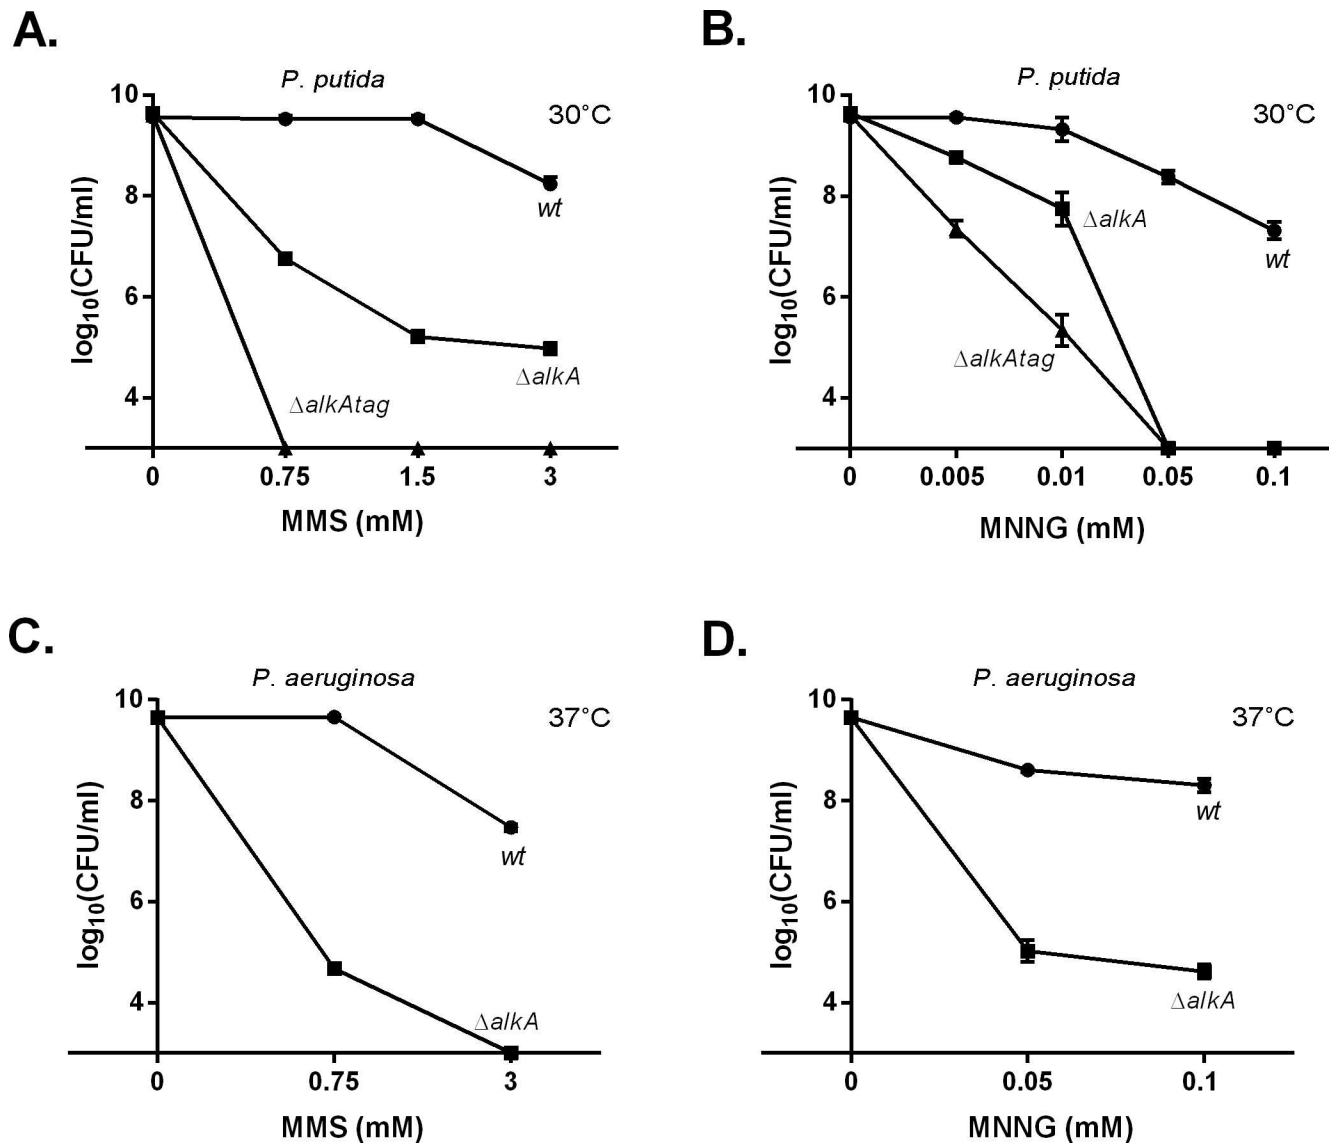 A.
P. putida
30°C
log10(CFU/ml)
10
8
6
4
wt
ΔalkA
ΔalkAtag
0 0.75 1.5 3
MMS (mM)
B.
P. putida
30°C
log10(CFU/ml)
10
8
6
4
ΔalkA
wt
ΔalkAtag
0 0.005 0.01 0.05 0.1
MNNG (mM)
C.
P. aeruginosa
37°C
log10(CFU/ml)
10
8
6
4
wt
ΔalkA
0 0.75 3
MMS (mM)
D.
P. aeruginosa
37°C
log10(CFU/ml)
10
8
6
4
wt
ΔalkA
0 0.05 0.1
MNNG (mM)